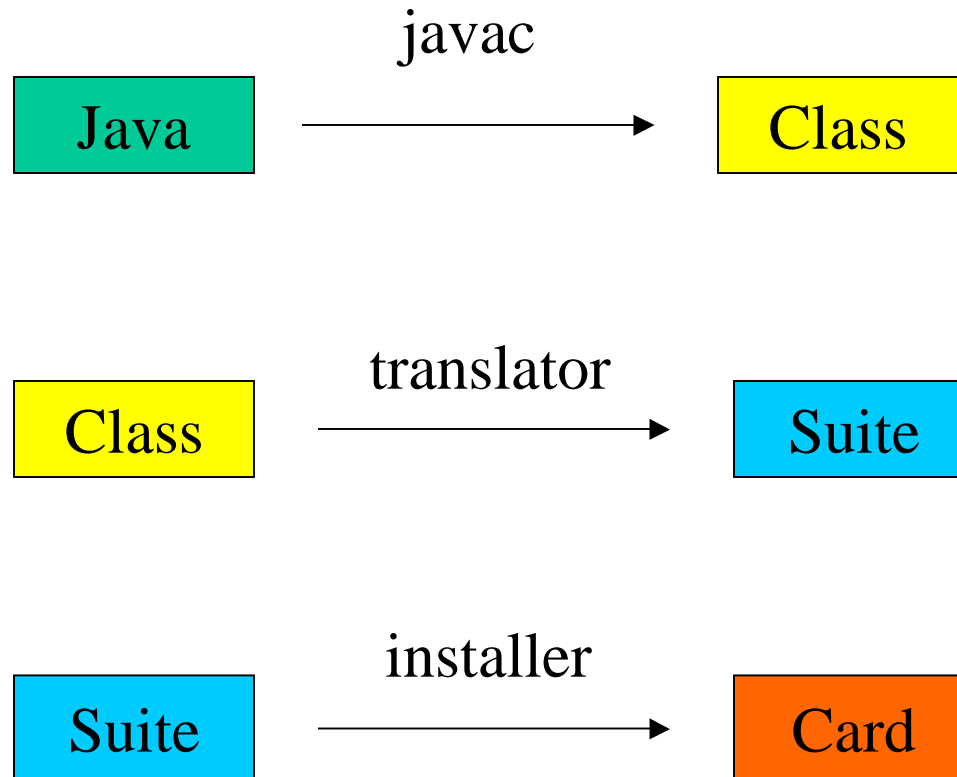 javac
Java Class
translator
Class Suite
installer
Suite Card